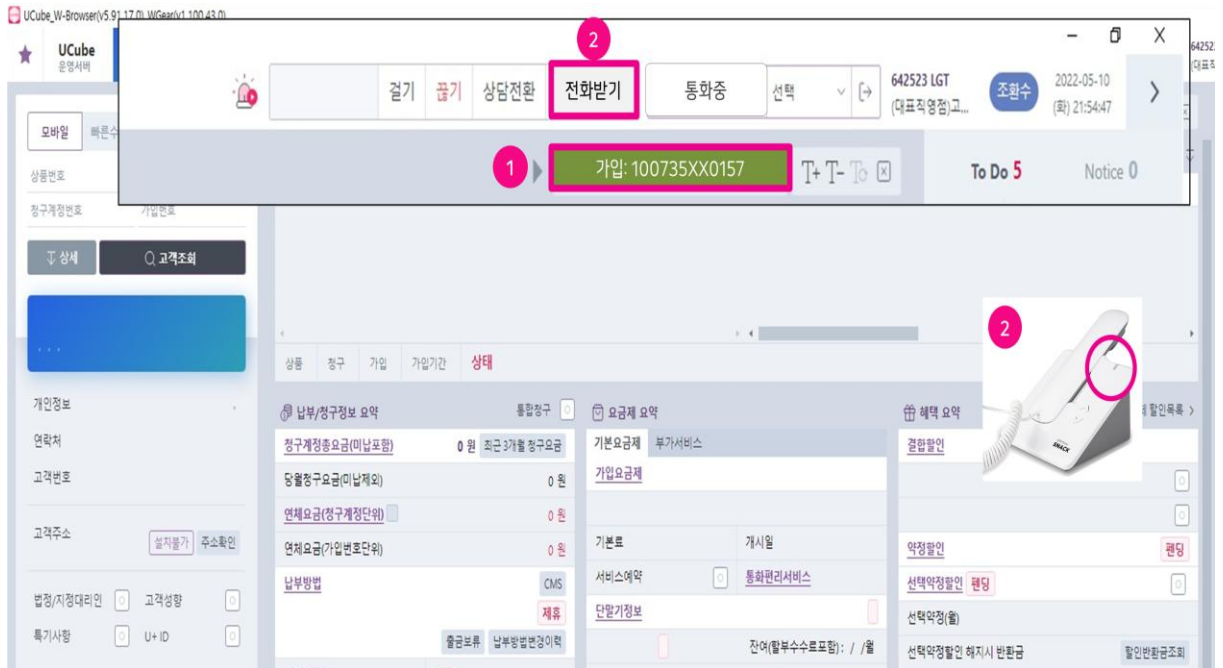 UCube_W-Browser(v5.91.17.0) WGear(v1.100.43.0)
UCube
운영서버
2
걸기 끊기 상담전환 전화받기 통화중 선택
642523 LGT
(대표직영점)고...
조환수
2022-05-10
(화) 21:54:47
1
가입: 100735XX0157
T+ T-
To Do 5 Notice 0
모바일 빠른수
상품번호
청구계정번호 가입번호
상세 고객조회
...
상품 청구 가입 가입기간 상태
개인정보
연락처
고객번호
고객주소 설치불가 주소확인
법정/지정대리인 고객성향
특기사항 U+ ID
납부/청구정보 요약 통합청구
청구계정총요금(미납포함) 0 원 최근 3개월 청구요금
당월청구요금(미납제외) 0 원
연체요금(청구계정단위) 0 원
연체요금(가입번호단위) 0 원
납부방법 CMS
제휴
출금보류 납부방법변경이력
요금제 요약
기본요금제 부가서비스
가입요금제
기본료 개시일
서비스예약 통화편리서비스
단말기정보
잔여(할부수수료포함) : / /월
2
SNACK
혜택 요약 할인목록
결합할인
약정할인 펜딩
선택약정할인 펜딩
선택약정(월)
선택약정할인 해지시 반환금 할인반환금조회